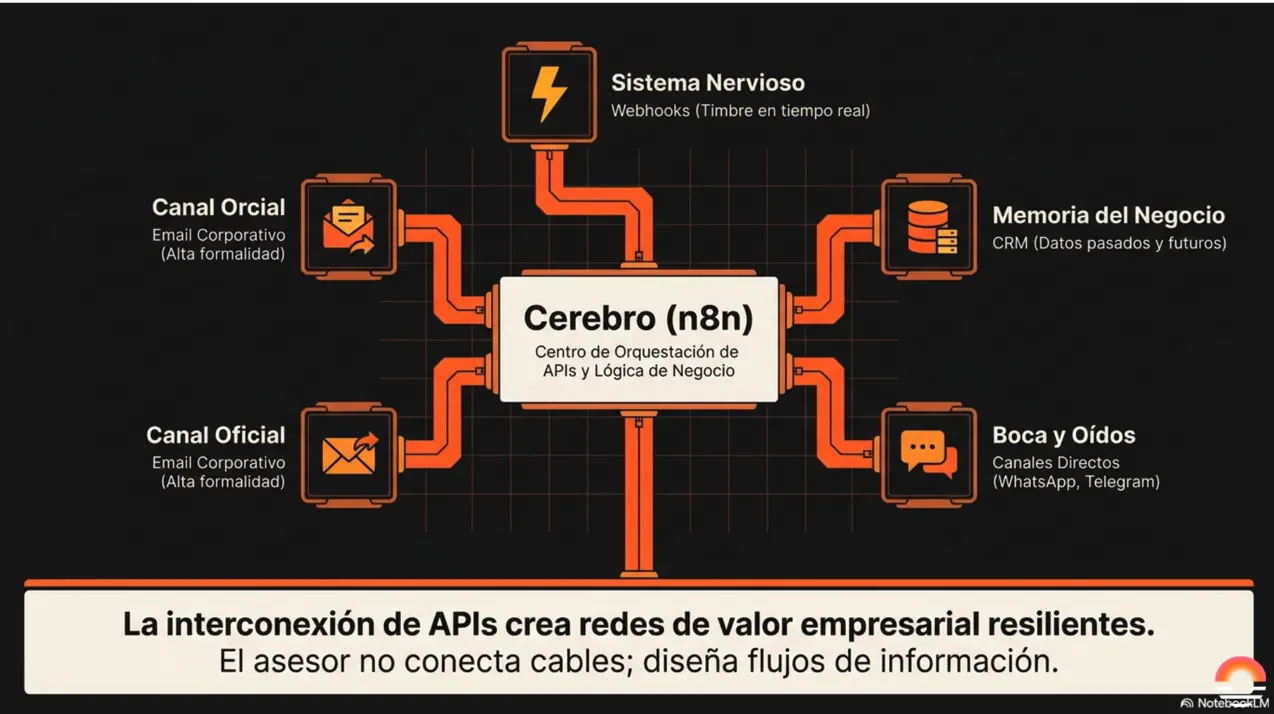 Sistema Nervioso
Webhooks (Timbre en tiempo real)
Canal Orcial
Email Corporativo
(Alta formalidad)
Memoria del Negocio
CRM (Datos pasados y futuros)
Cerebro (n8n)
Centro de Orquestación de
APIs y Lógica de Negocio
Canal Oficial
Email Corporativo
(Alta formalidad)
Boca y Oídos
Canales Directos
(WhatsApp, Telegram)
La interconexión de APIs crea redes de valor empresarial resilientes.
El asesor no conecta cables; diseña flujos de información.
NotebookLM